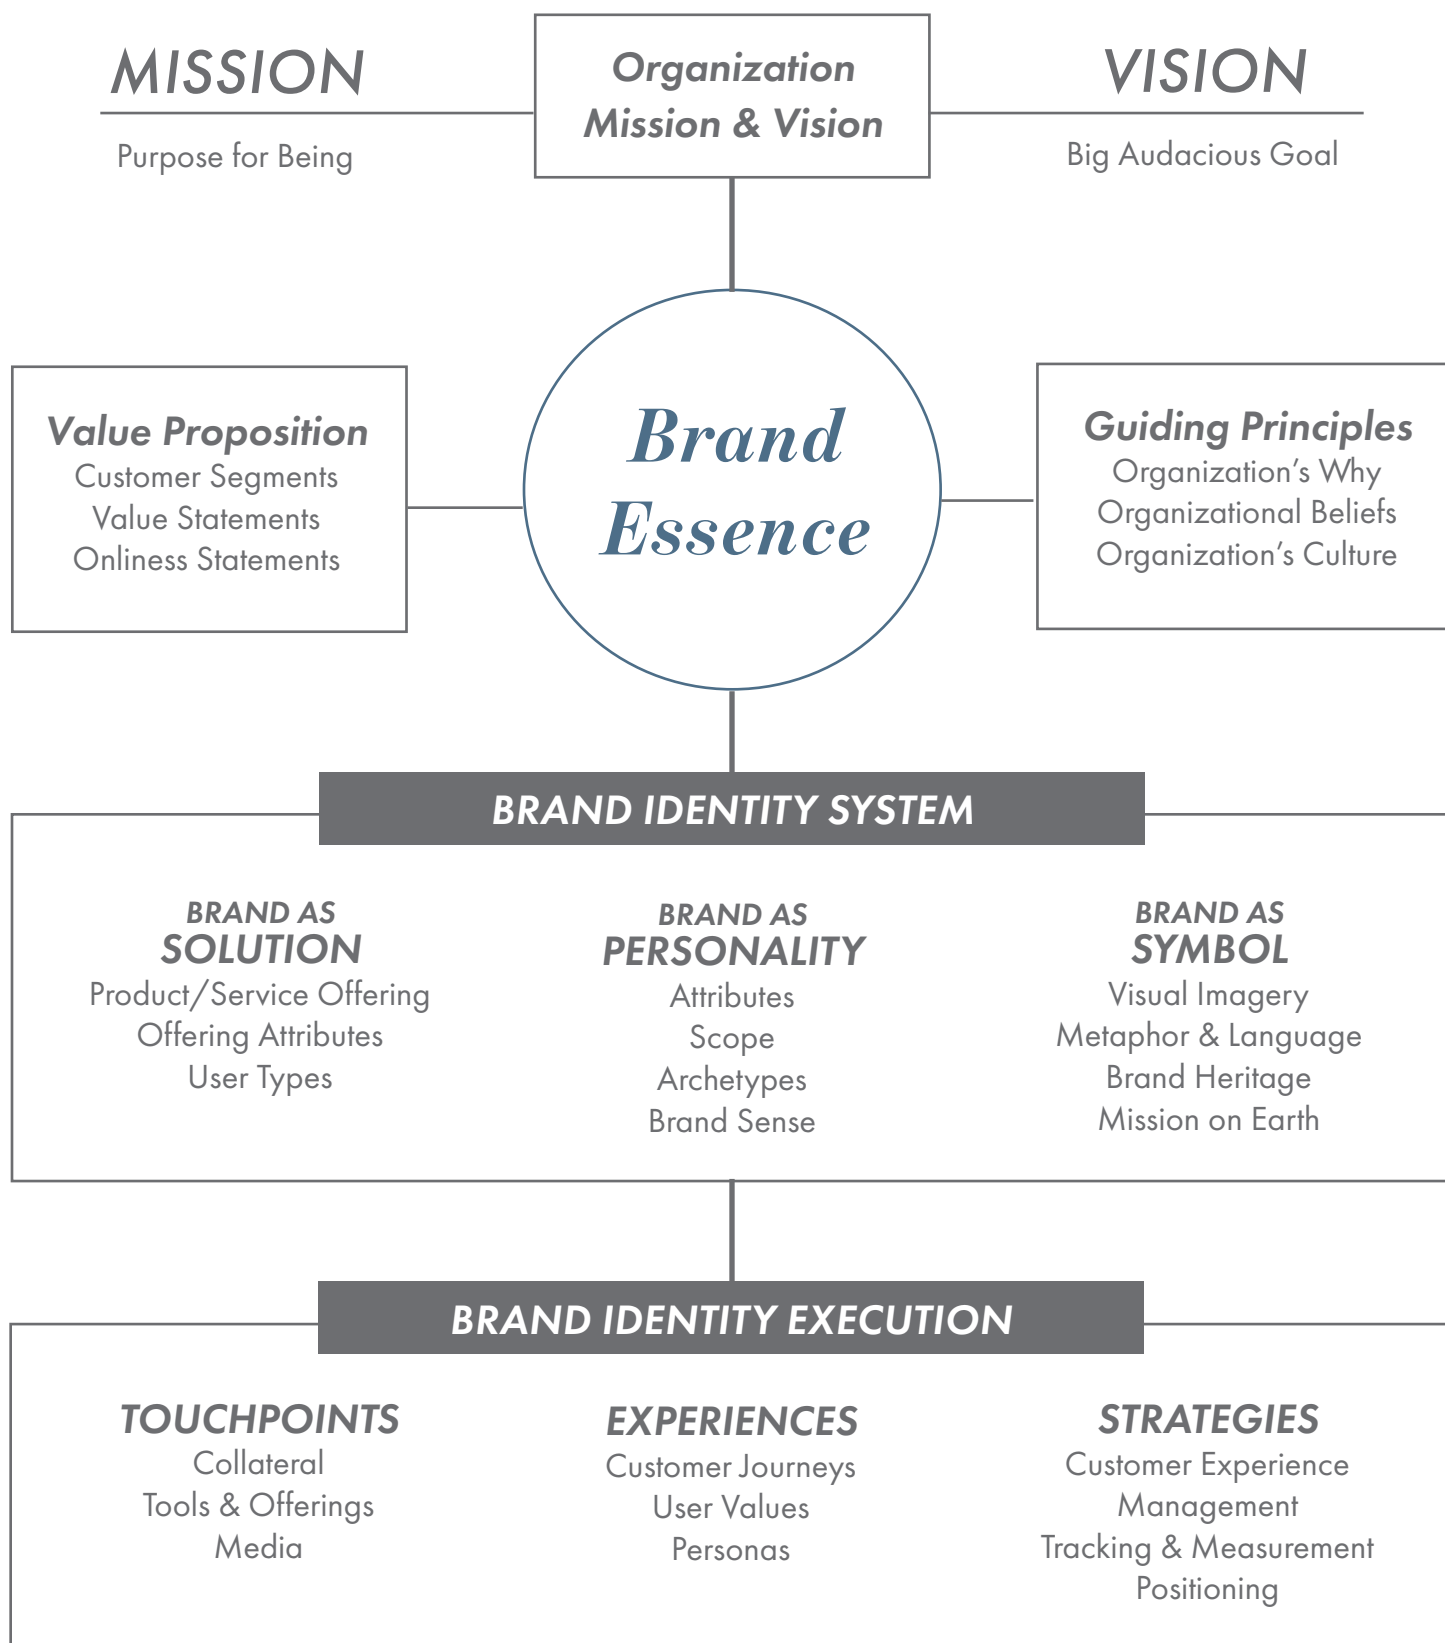 MISSION
Purpose for Being
Organization
Mission & Vision
VISION
Big Audacious Goal
Value Proposition
Customer Segments
Value Statements
Onliness Statements
Brand
Essence
Guiding Principles
Organization’s Why
Organizational Beliefs
Organization’s Culture
BRAND IDENTITY SYSTEM
BRAND AS
SOLUTION
Product/Service Offering
Offering Attributes
User Types
BRAND AS
PERSONALITY
Attributes
Scope
Archetypes
Brand Sense
BRAND AS
SYMBOL
Visual Imagery
Metaphor & Language
Brand Heritage
Mission on Earth
BRAND IDENTITY EXECUTION
TOUCHPOINTS
Collateral
Tools & Offerings
Media
EXPERIENCES
Customer Journeys
User Values
Personas
STRATEGIES
Customer Experience
Management
Tracking & Measurement
Positioning